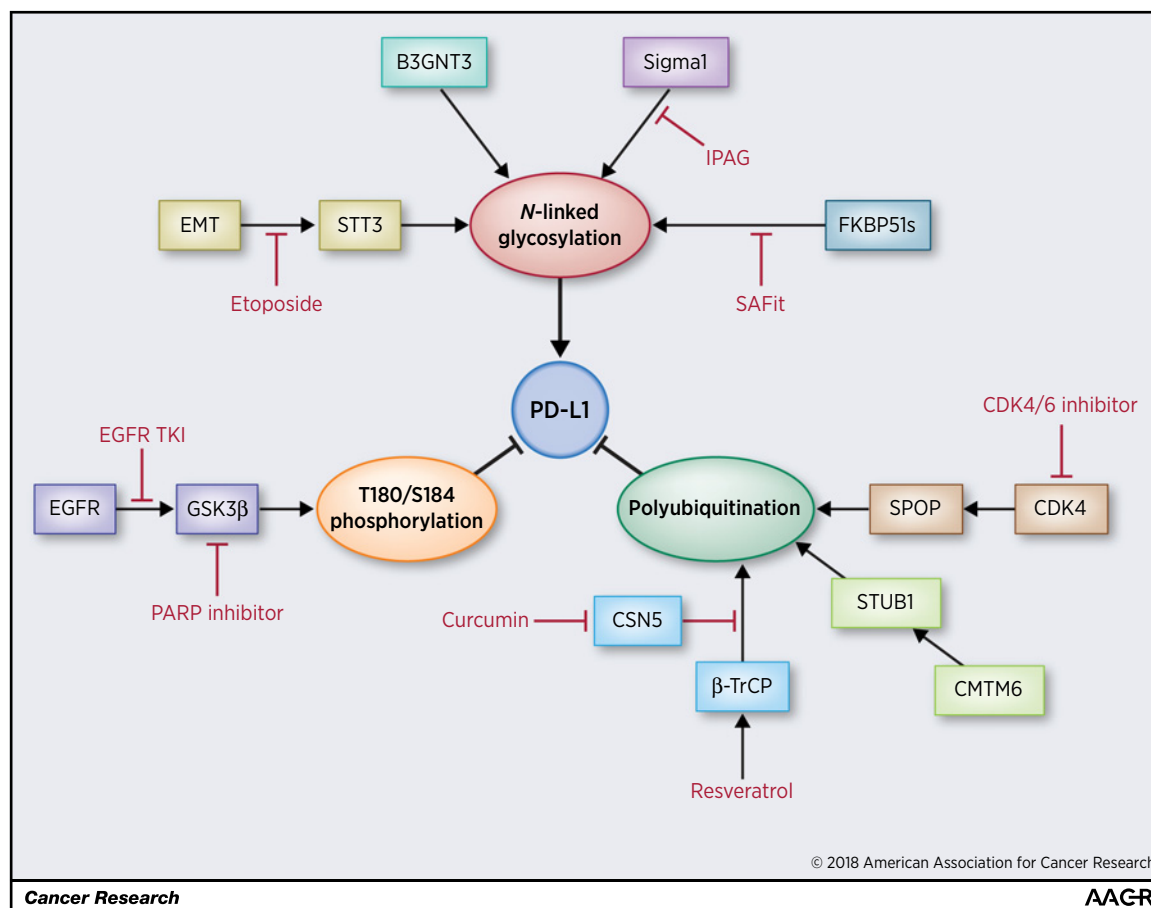 B3GNT3
Sigma1
IPAG
EMT
STT3
N-linked
glycosylation
FKBP51s
Etoposide
SAFit
PD-L1
CDK4/6 inhibitor
EGFR TKI
EGFR
GSK3β
T180/S184
phosphorylation
Polyubiquitination
SPOP
CDK4
PARP inhibitor
Curcumin
CSN5
STUB1
β-TrCP
CMTM6
Resveratrol
© 2018 American Association for Cancer Research
Cancer Research
AACR